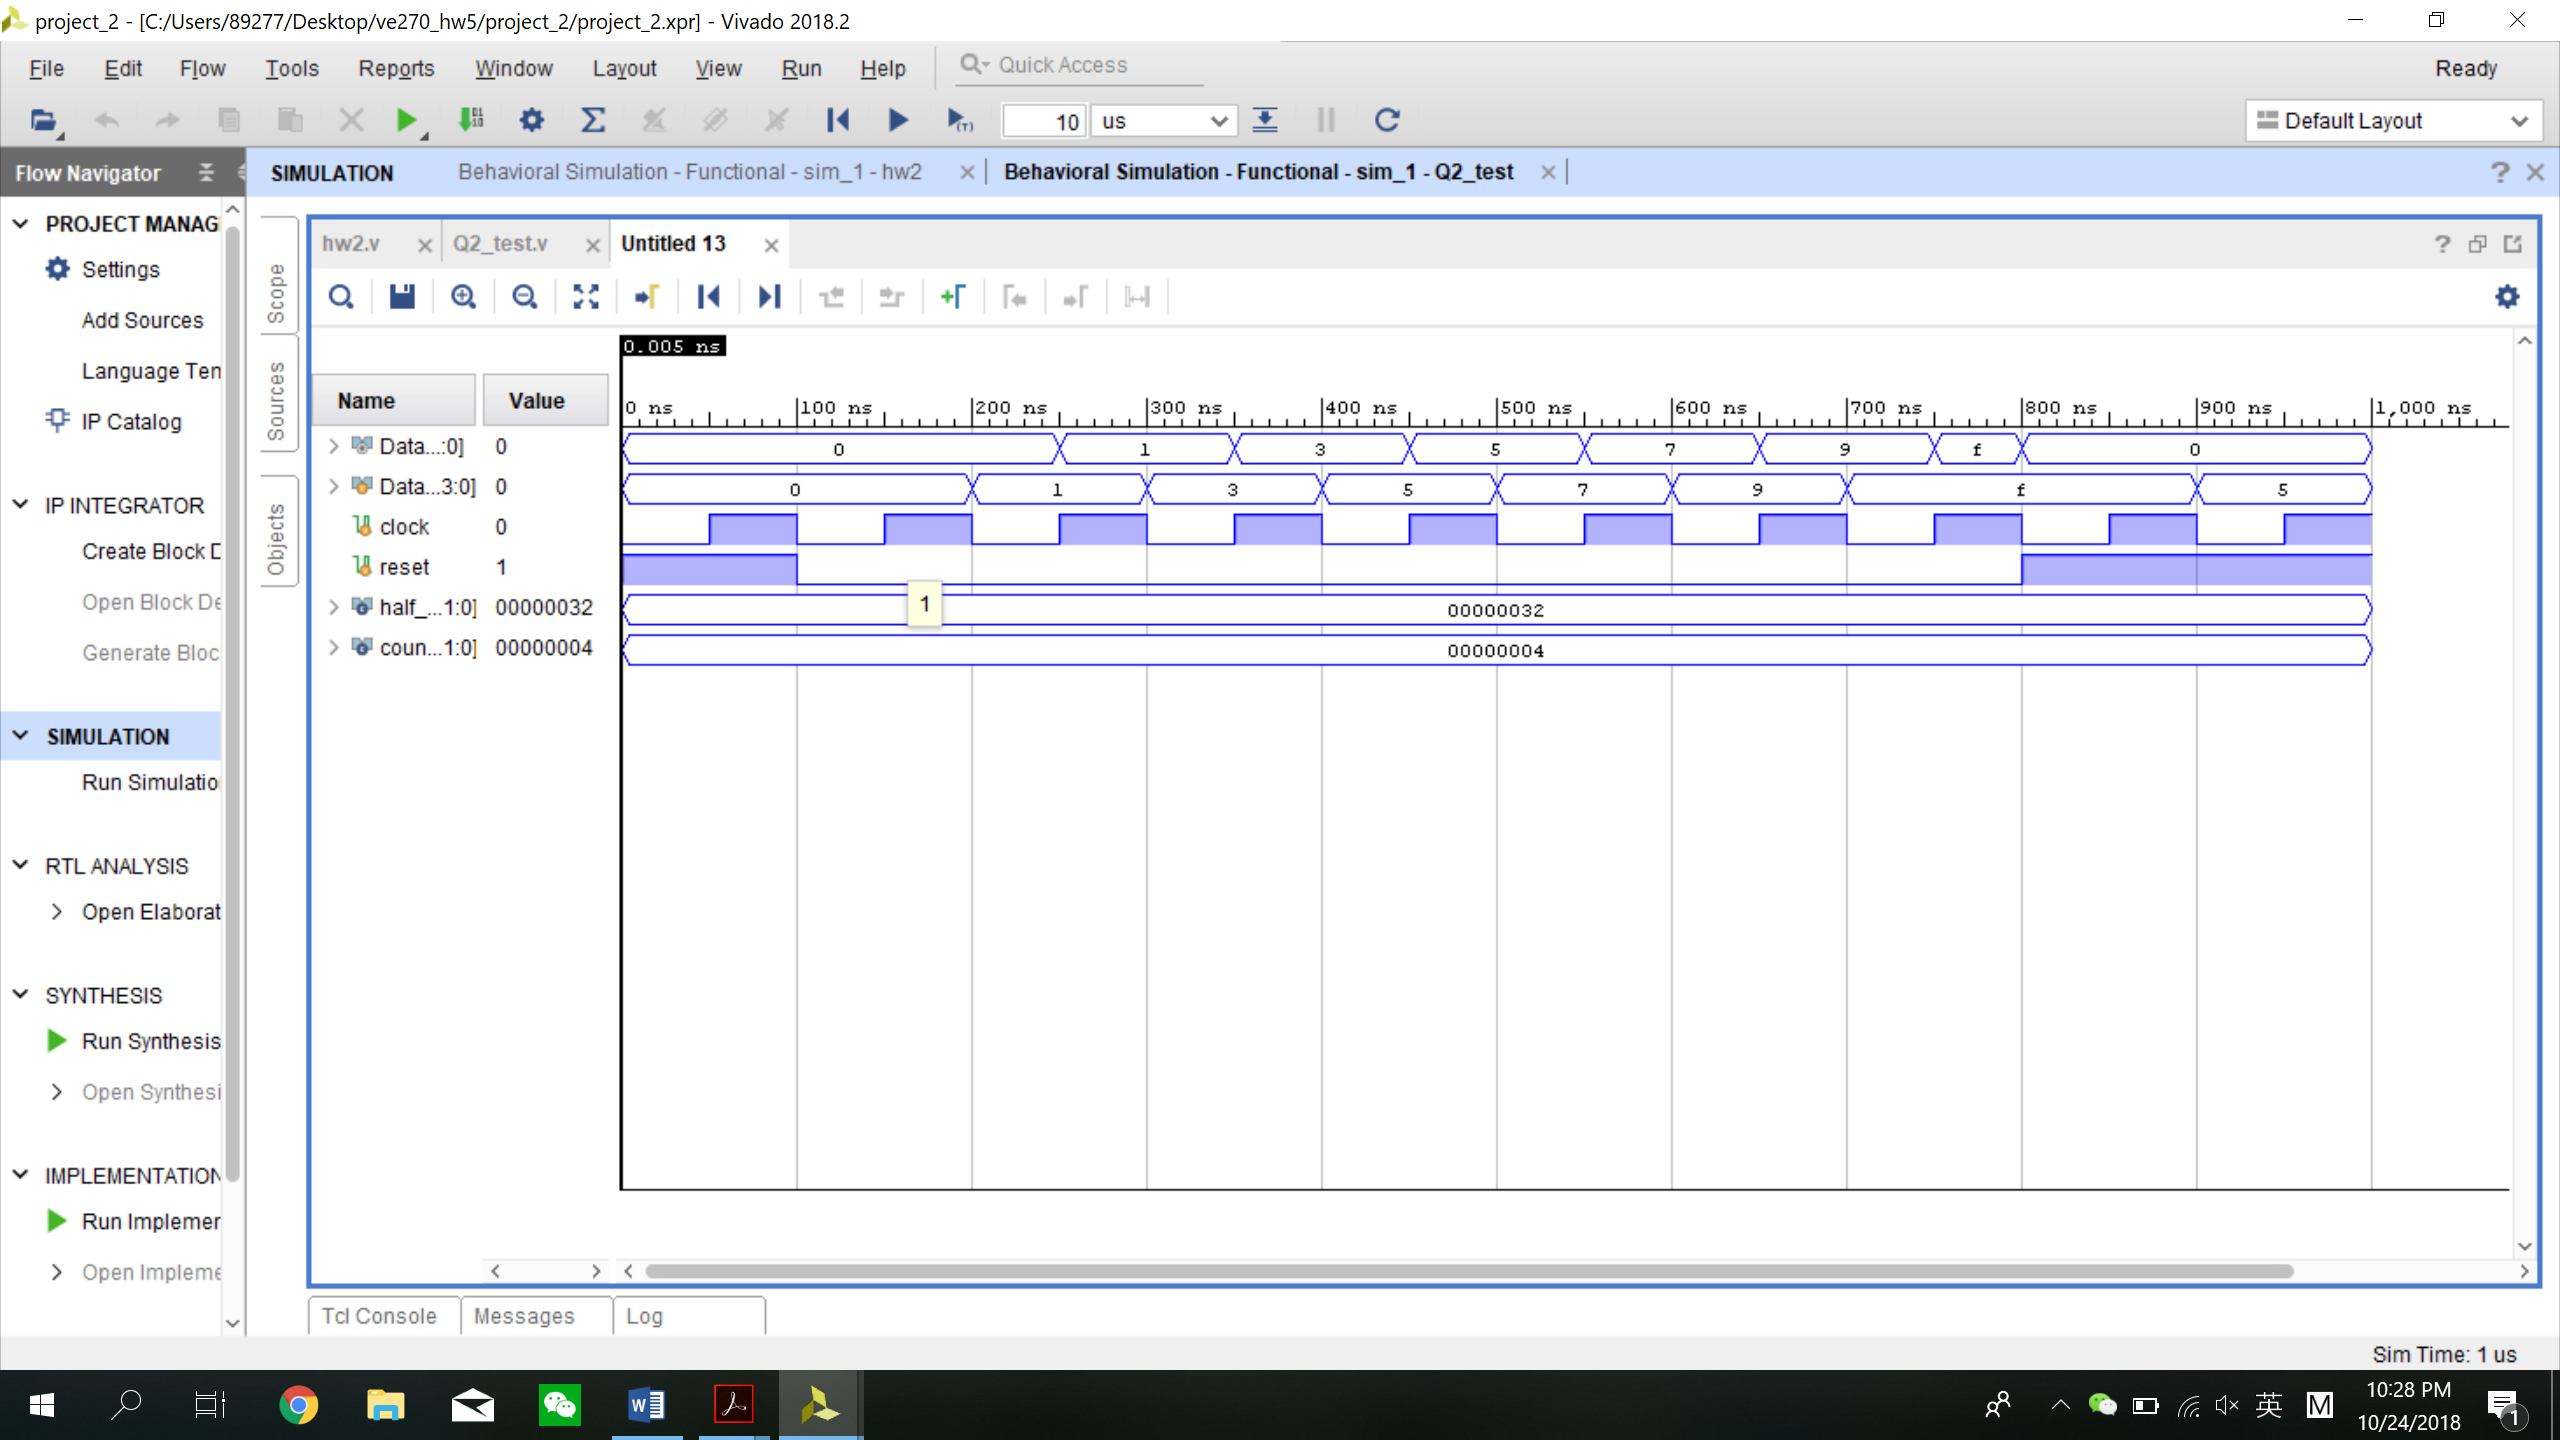 project_2 - [C:/Users/89277/Desktop/ve270_hw5/project_2/project_2.xpr] - Vivado 2018.2
File Edit Flow Tools Reports Window Layout View Run Help Quick Access Ready
10 us Default Layout
Flow Navigator
SIMULATION Behavioral Simulation - Functional - sim_1 - hw2 Behavioral Simulation - Functional - sim_1 - Q2_test
PROJECT MANAG
Settings
Add Sources
Language Ten
IP Catalog
IP INTEGRATOR
Create Block D
Open Block De
Generate Bloc
SIMULATION
Run Simulatio
RTL ANALYSIS
Open Elaborat
SYNTHESIS
Run Synthesis
Open Synthesi
IMPLEMENTATION
Run Implemer
Open Impleme
Scope
Sources
Objects
hw2.v Q2_test.v Untitled 13
0.005 ns
Name Value
0 ns 100 ns 200 ns 300 ns 400 ns 500 ns 600 ns 700 ns 800 ns 900 ns 1,000 ns
Data...:0] 0 0 1 3 5 7 9 f 0
Data...3:0] 0 0 1 3 5 7 9 f 5
clock 0
reset 1
half_...1:0] 00000032 00000032
1
coun...1:0] 00000004 00000004
Tcl Console Messages Log
Sim Time: 1 us
英 M 10:28 PM
10/24/2018
1